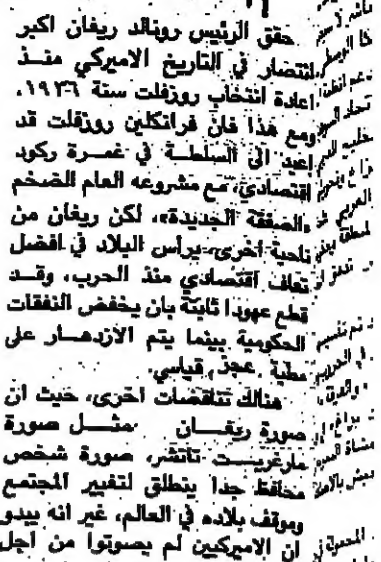 حقق الرئيس رونالد ريغان اكبر
انتصار في التاريخ الاميركي منذ
اعادة انتخاب روزفلت سنة ١٩٣٦.
ومع هذا فان فرانكلين روزفلت قد
اعيد الى السلطة في غمرة ركود
اقتصادي، مع مشروعه العام الضخم
«الصفقة الجديدة»، لكن ريغان من
ناحية اخرى يرأس البلاد في افضل
تعاف اقتصادي منذ الحرب، وقد
قطع عهودا ثابتة بان يخفض النفقات
الحكومية بينما يتم الازدهار على
مطية عجز قياسي.
هنالك تناقضات اخرى، حيث ان
صورة ريغان مثل صورة
مارغريت تاتشر، صورة شخص
محافظ جدا يتطلق لتغيير المجتمع
وموقف بلاده في العالم، غير انه يبدو
ان الاميركيين لم يصوتوا من اجل